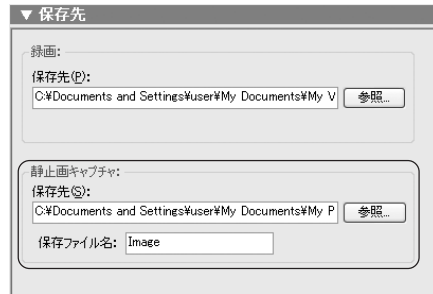 ▼ 保存先
録画:
保存先(P):
C:¥Documents and Settings¥user¥My Documents¥My V 参照...
静止画キャプチャ:
保存先(S):
C:¥Documents and Settings¥user¥My Documents¥My P 参照...
保存ファイル名: Image